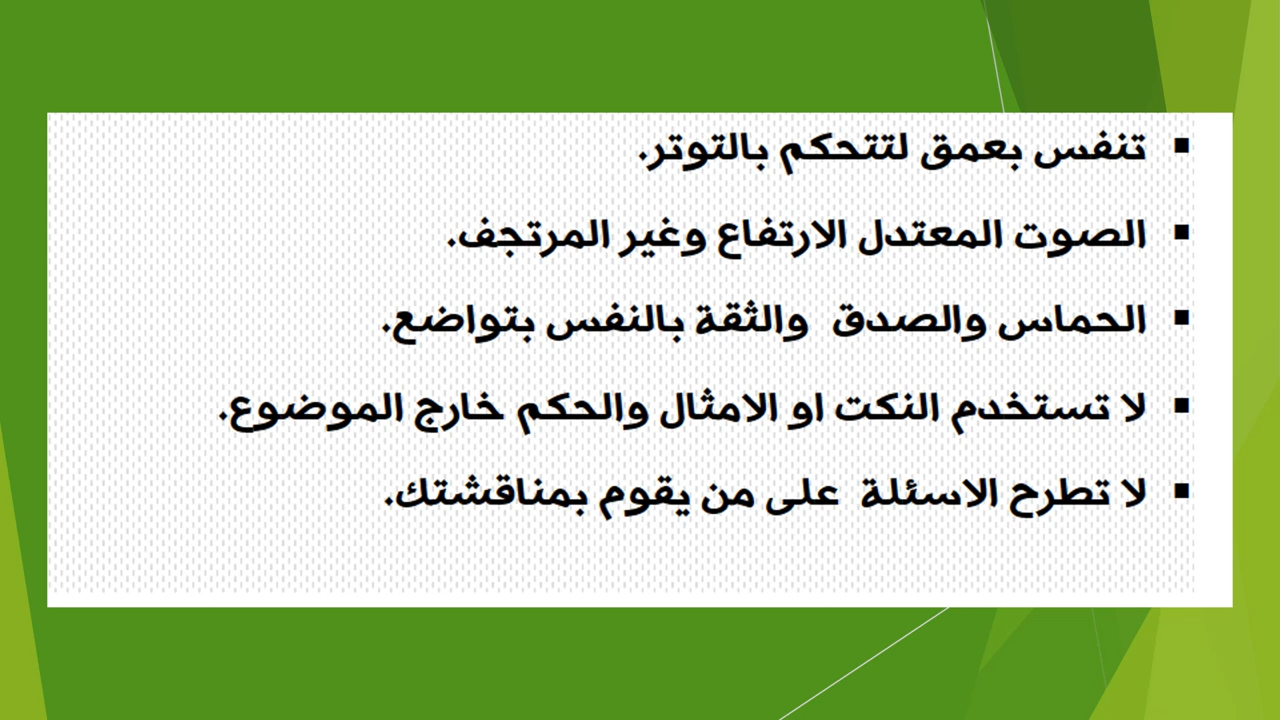 ▪ تنفس بعمق لتتحكم بالتوتر.
▪ الصوت المعتدل الارتفاع وغير المرتجف.
▪ الحماس والصدق والثقة بالنفس بتواضع.
▪ لا تستخدم النكت او الامثال والحكم خارج الموضوع.
▪ لا تطرح الاسئلة على من يقوم بمناقشتك.